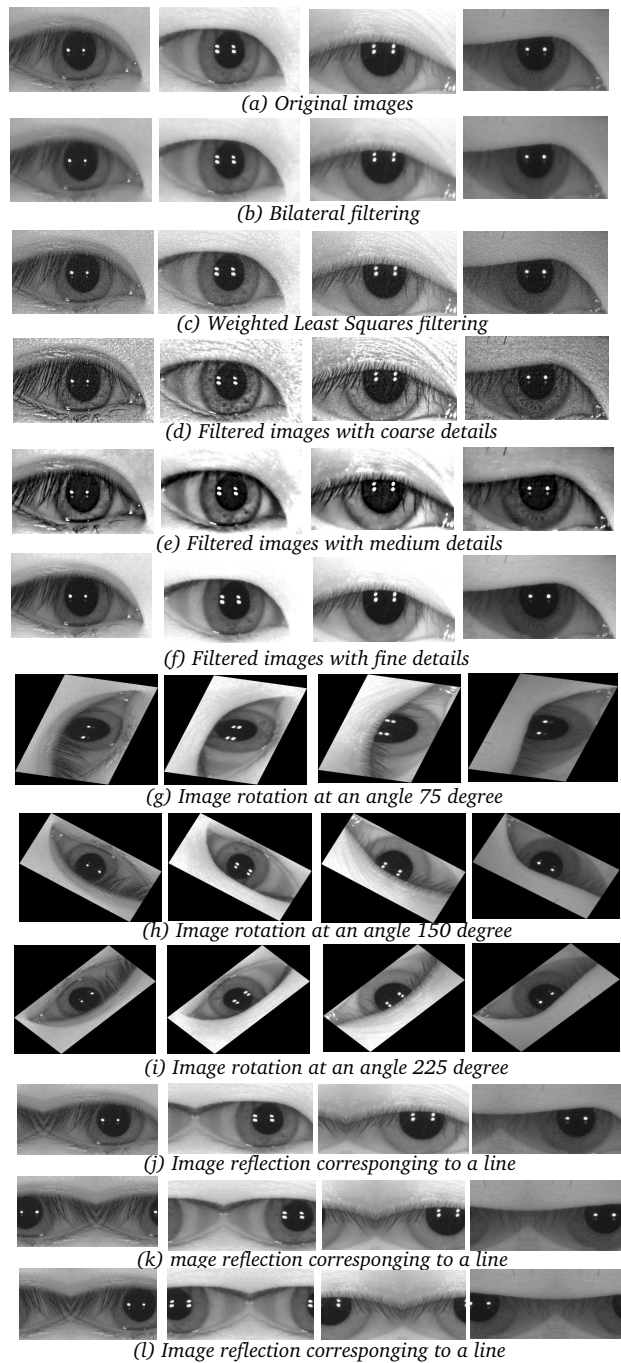 (a) Original images
(b) Bilateral filtering
(c) Weighted Least Squares filtering
(d) Filtered images with coarse details
(e) Filtered images with medium details
(f) Filtered images with fine details
(g) Image rotation at an angle 75 degree
(h) Image rotation at an angle 150 degree
(i) Image rotation at an angle 225 degree
(j) Image reflection corresponging to a line
(k) mage reflection corresponging to a line
(l) Image reflection corresponging to a line